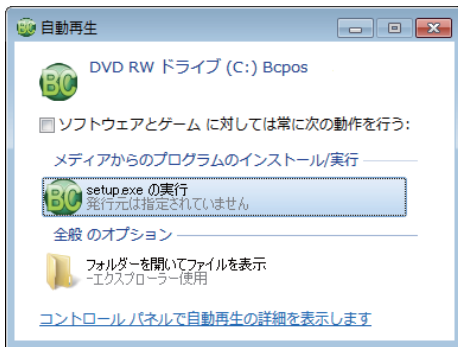 自動再生
BC DVD RW ドライブ (C:) Bcpos
ソフトウェアとゲーム に対しては常に次の動作を行う:
メディアからのプログラムのインストール/実行
BC setup.exe の実行
発行元は指定されていません
全般 のオプション
フォルダーを開いてファイルを表示
-エクスプローラー使用
コントロール パネルで自動再生の詳細を表示します